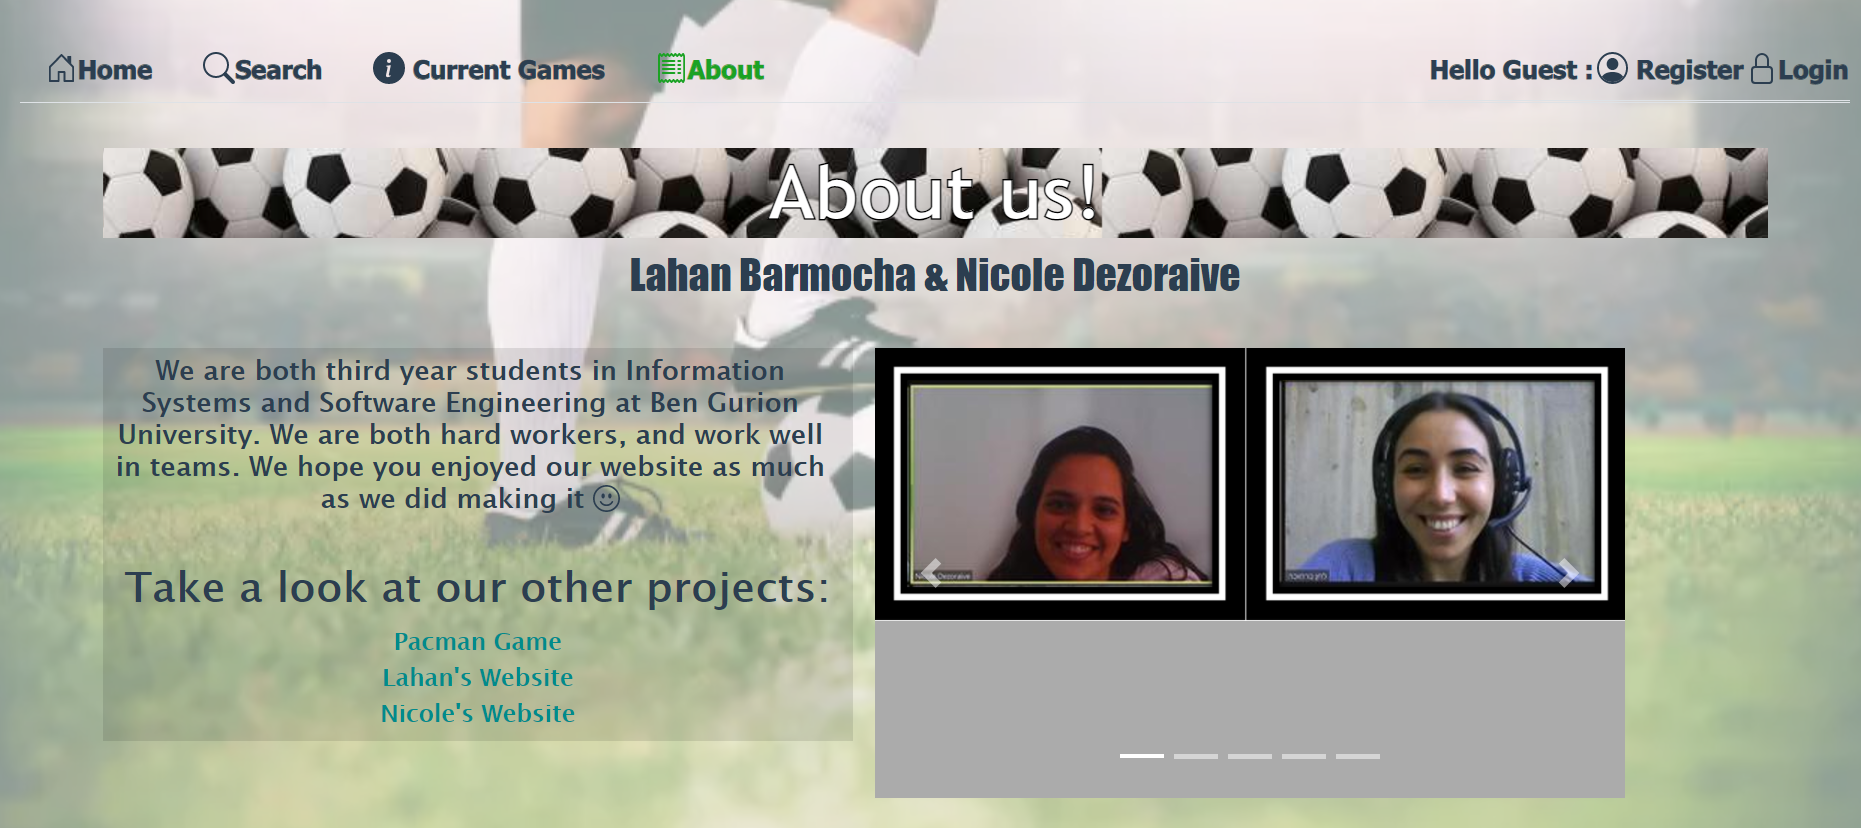 Home Search Current Games About Hello Guest : Register Login
About us!
Lahan Barmocha & Nicole Dezoraive
We are both third year students in Information
Systems and Software Engineering at Ben Gurion
University. We are both hard workers, and work well
in teams. We hope you enjoyed our website as much
as we did making it
Take a look at our other projects:
Pacman Game
Lahan's Website
Nicole's Website
Nicole Dezoraive
להן ברמוכה